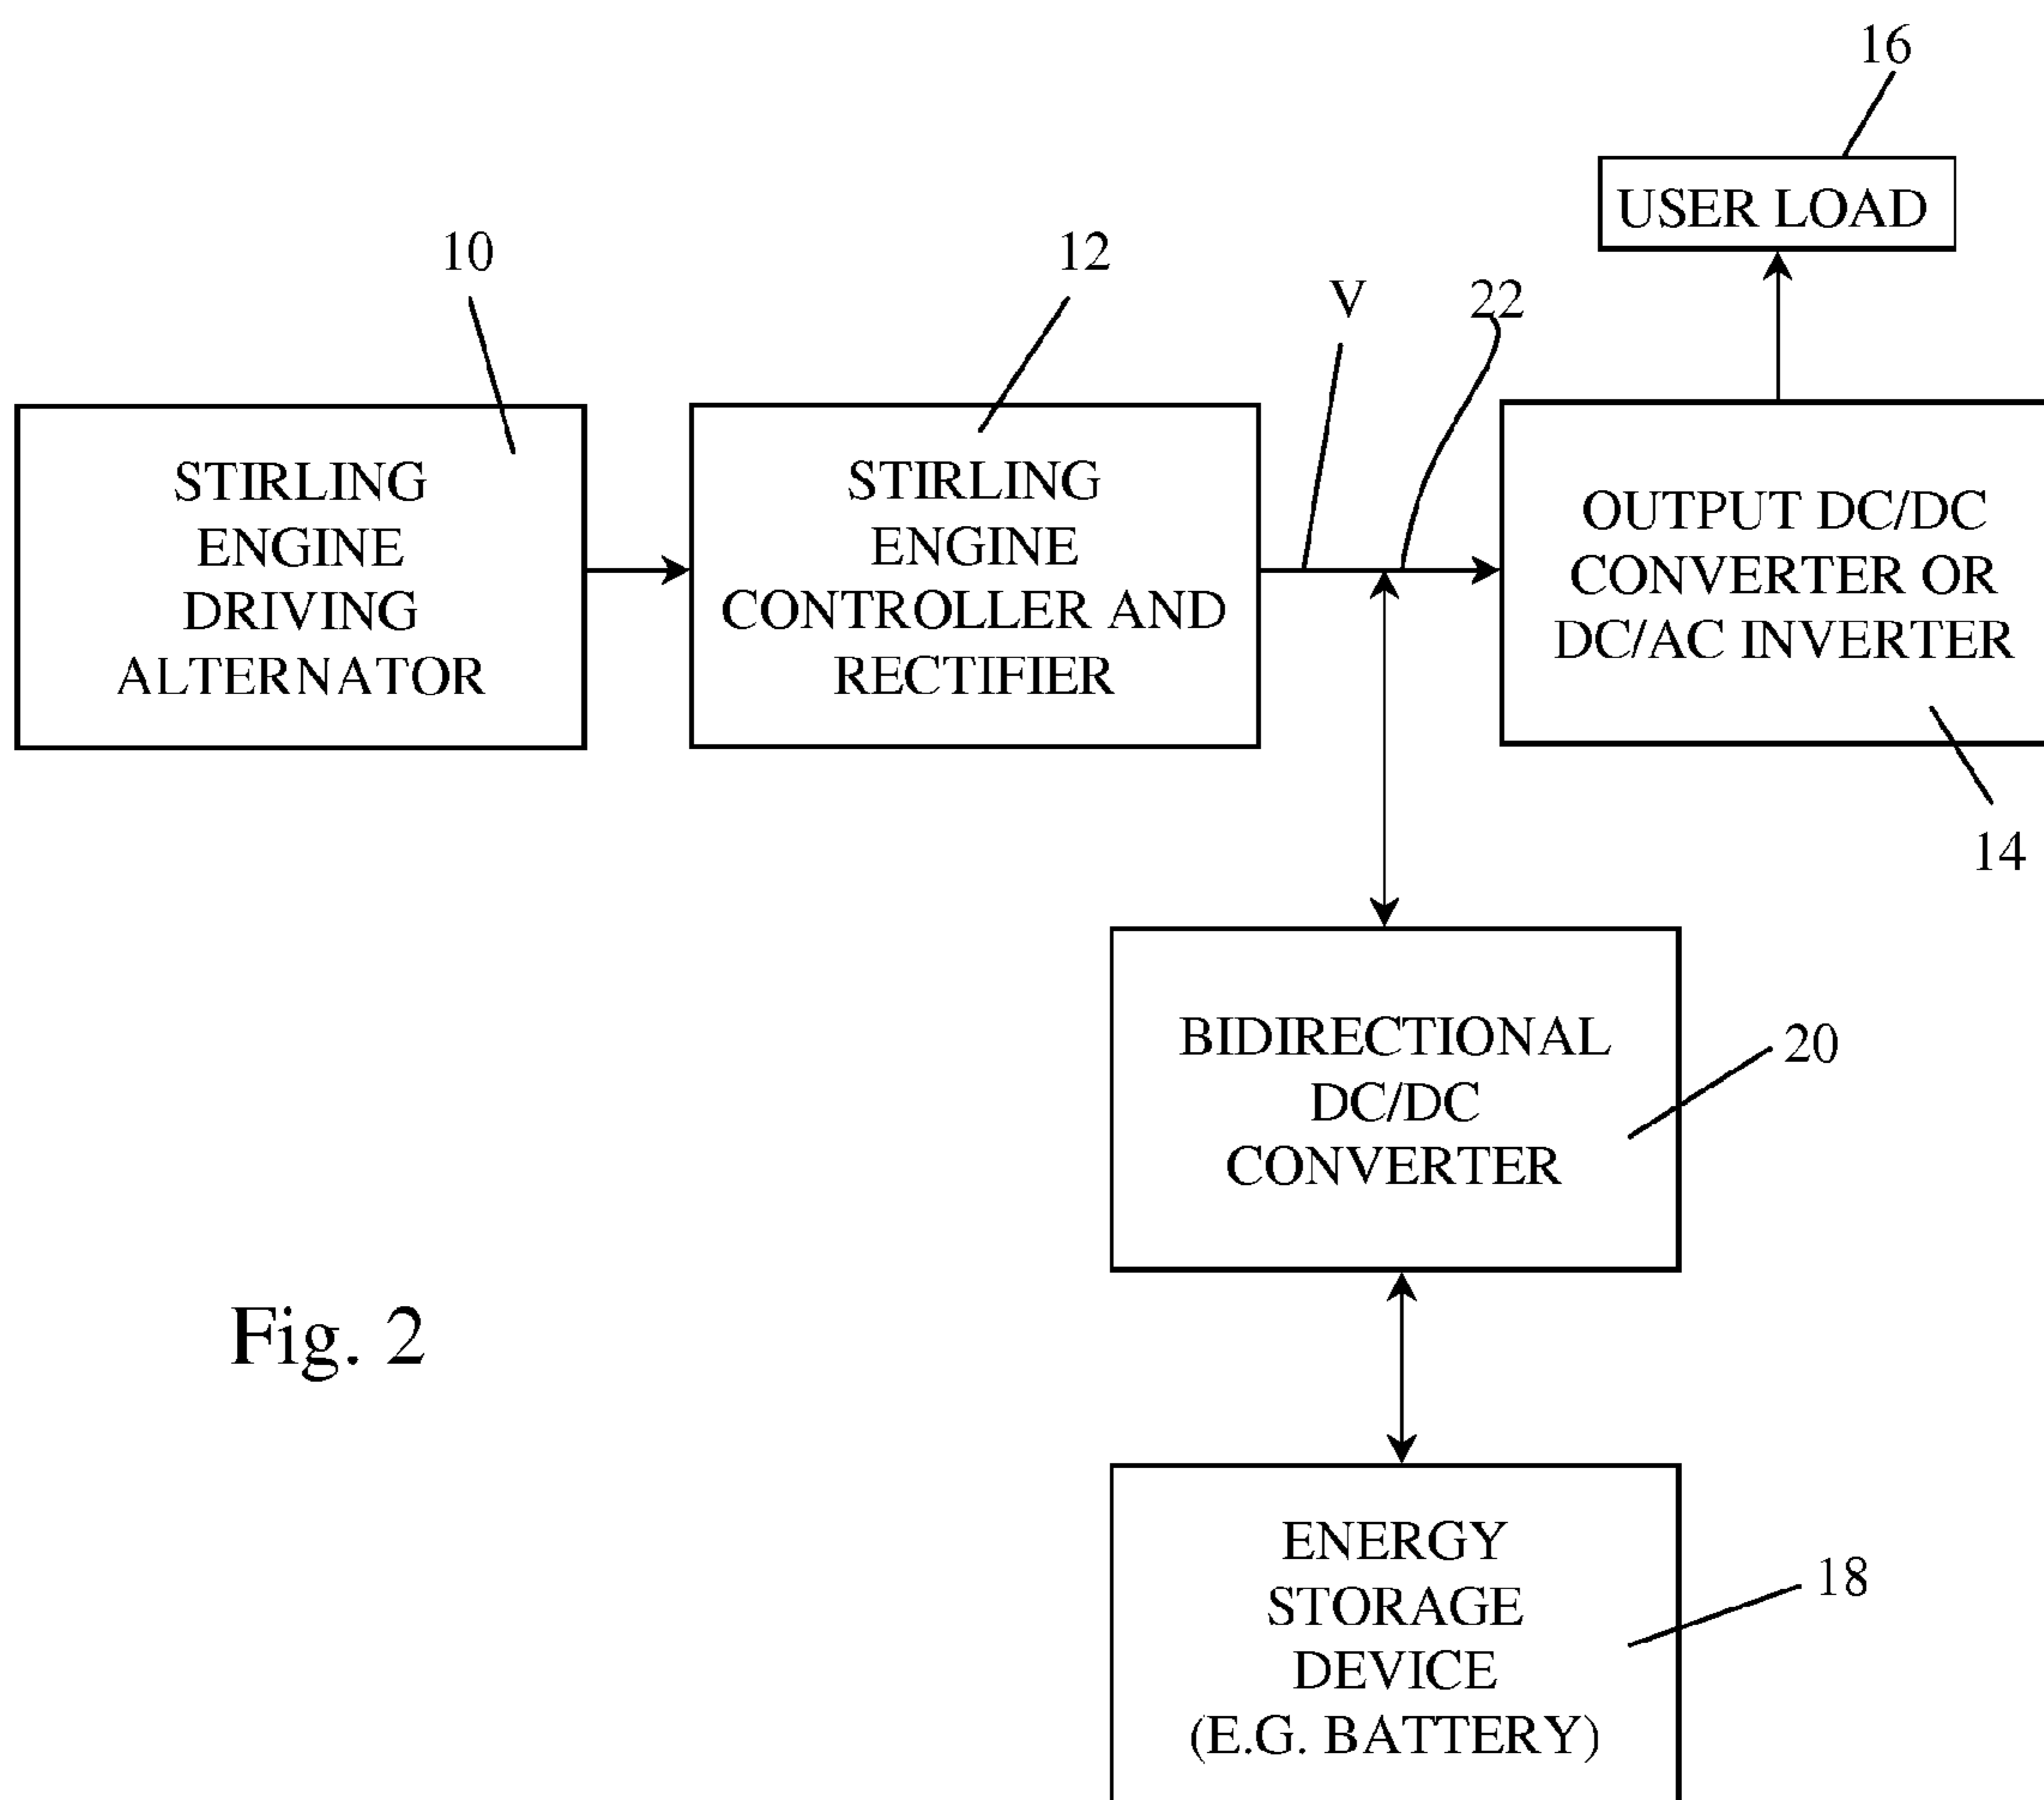 16
USER LOAD
10
12
V
22
STIRLING
ENGINE
DRIVING
ALTERNATOR
STIRLING
ENGINE
CONTROLLER AND
RECTIFIER
OUTPUT DC/DC
CONVERTER OR
DC/AC INVERTER
14
BIDIRECTIONAL
DC/DC
CONVERTER
20
Fig. 2
ENERGY
STORAGE
DEVICE
(E.G. BATTERY)
18